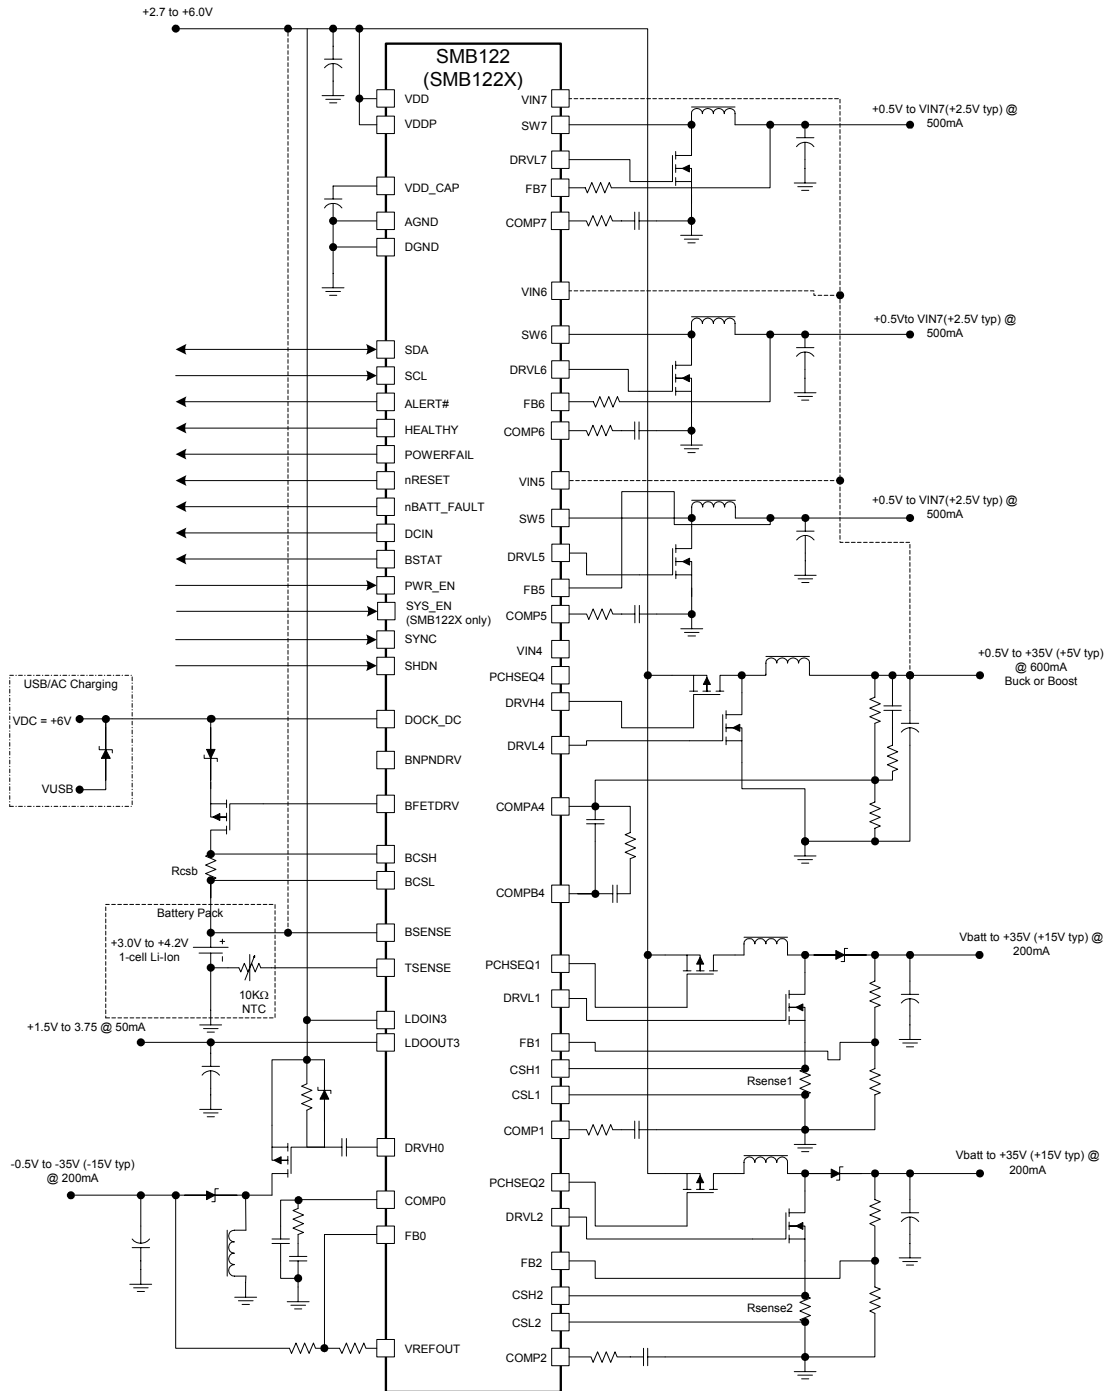 +2.7 to +6.0V
SMB122
(SMB122X)
VDD
VDDP
VDD_CAP
AGND
DGND
SDA
SCL
ALERT#
HEALTHY
POWERFAIL
nRESET
nBATT_FAULT
DCIN
BSTAT
PWR_EN
SYS_EN
(SMB122X only)
SYNC
SHDN
DOCK_DC
BNPNDRV
BFETDRV
BCSH
BCSL
BSENSE
TSENSE
LDOIN3
LDOOUT3
DRVH0
COMP0
FB0
VREFOUT
USB/AC Charging
VDC = +6V
VUSB
Rcsb
Battery Pack
+3.0V to +4.2V
1-cell Li-Ion
+
-
10KΩ
NTC
+1.5V to 3.75 @ 50mA
-0.5V to -35V (-15V typ)
@ 200mA
VIN7
SW7
DRVL7
FB7
COMP7
VIN6
SW6
DRVL6
FB6
COMP6
VIN5
SW5
DRVL5
FB5
COMP5
VIN4
PCHSEQ4
DRVH4
DRVL4
COMPA4
COMPB4
PCHSEQ1
DRVL1
FB1
CSH1
CSL1
COMP1
PCHSEQ2
DRVL2
FB2
CSH2
CSL2
COMP2
+0.5V to VIN7(+2.5V typ) @
500mA
+0.5Vto VIN7(+2.5V typ) @
500mA
+0.5V to VIN7(+2.5V typ) @
500mA
+0.5V to +35V (+5V typ)
@ 600mA
Buck or Boost
Vbatt to +35V (+15V typ) @
200mA
Rsense1
Vbatt to +35V (+15V typ) @
200mA
Rsense2